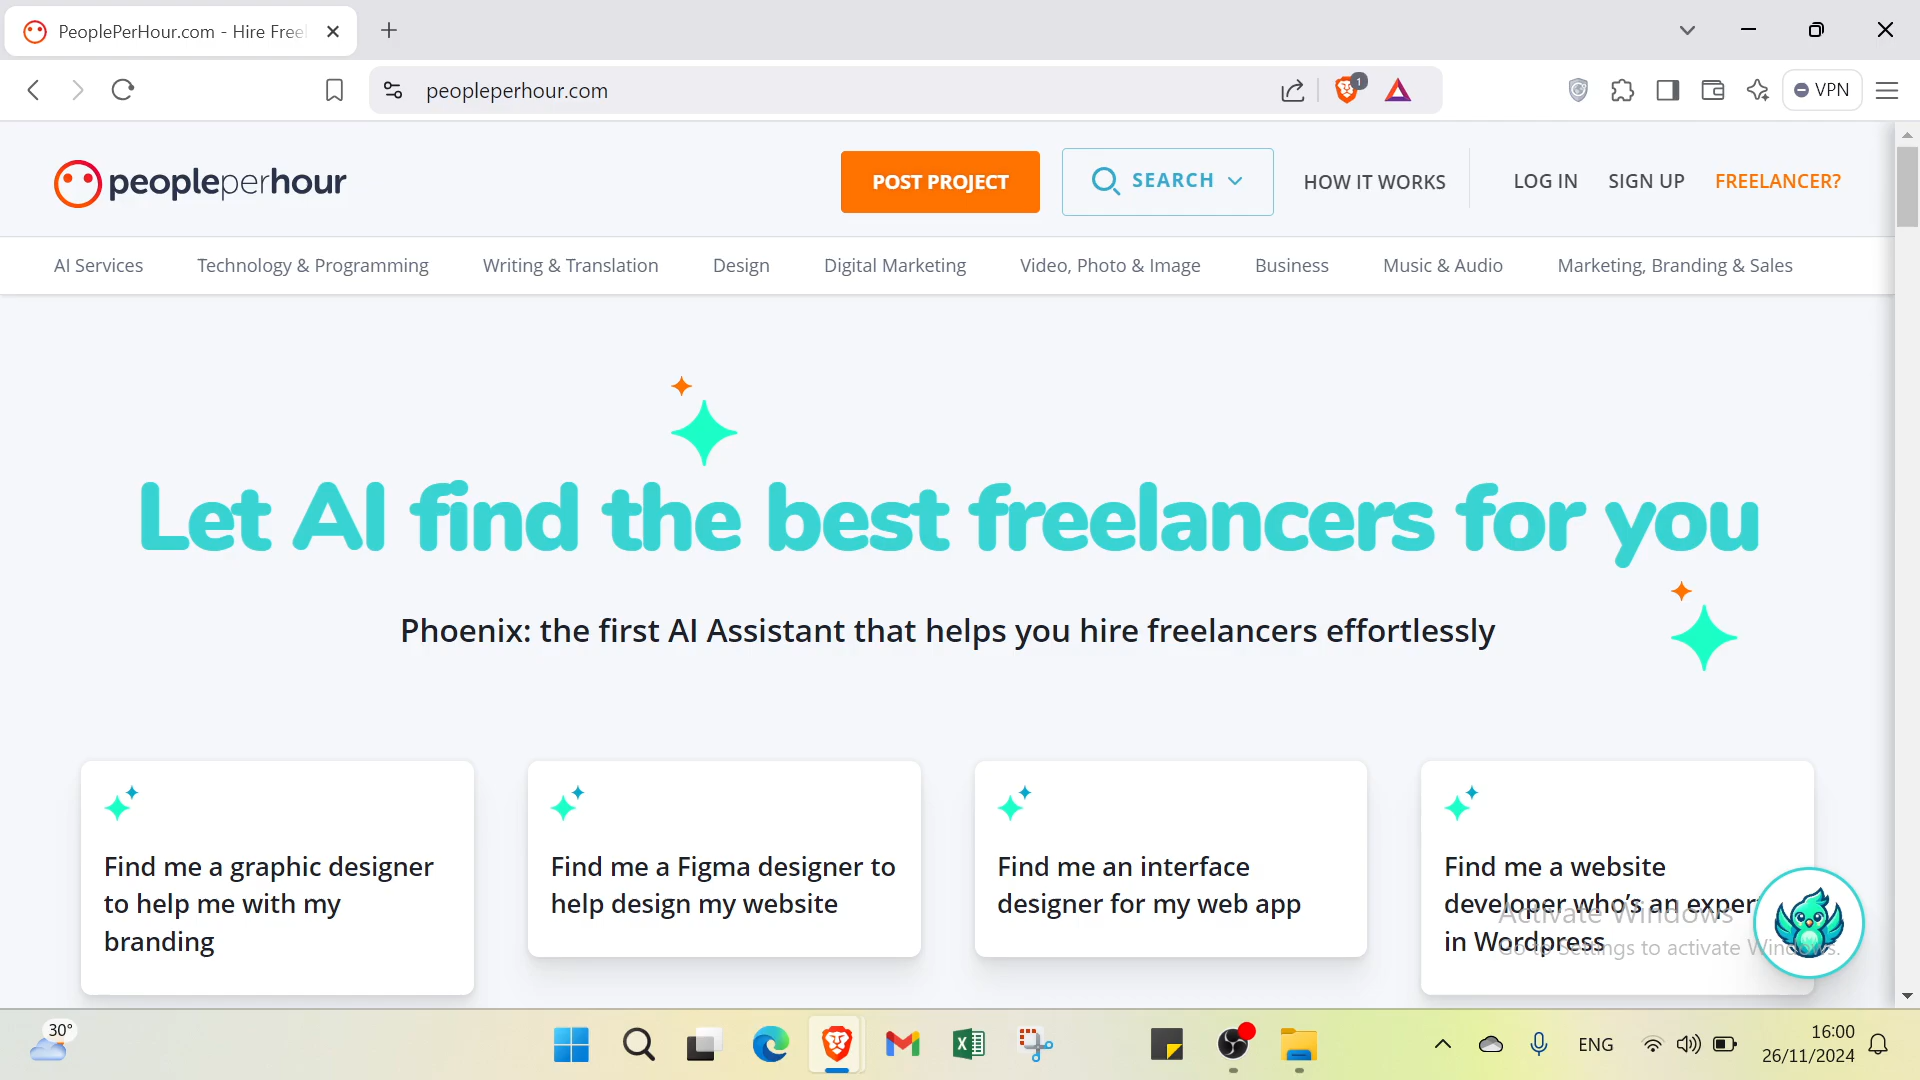 PeoplePerHour.com - Hire Free
peopleperhour.com
1
VPN
peopleperhour
POST PROJECT
SEARCH
HOW IT WORKS
LOG IN
SIGN UP
FREELANCER?
AI Services
Technology & Programming
Writing & Translation
Design
Digital Marketing
Video, Photo & Image
Business
Music & Audio
Marketing, Branding & Sales
Let AI find the best freelancers for you
Phoenix: the first AI Assistant that helps you hire freelancers effortlessly
Find me a graphic designer
to help me with my
branding
Find me a Figma designer to
help design my website
Find me an interface
designer for my web app
Find me a website
developer who's an exper
in Wordpress
Activate Windows
Go to Settings to activate Windows.
30°
ENG
16:00
26/11/2024